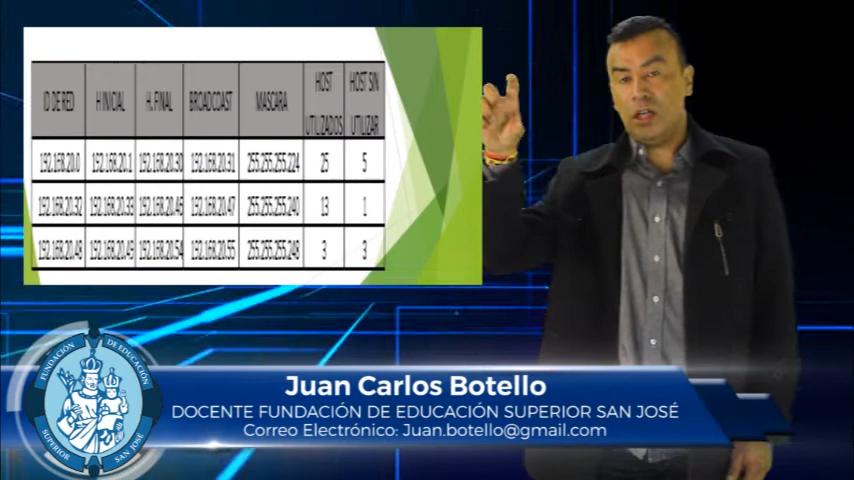 ID DE RED H INICIAL H. FINAL BROADCOAST MASCARA HOST UTILIZADOS HOST SIN UTILIZAR
192.168.20.0 192.168.20.1 192.168.20.30 192.168.20.31 255.255.255.224 25 5
192.168.20.32 192.168.20.33 192.168.20.46 192.168.20.47 255.255.255.240 13 1
192.168.20.48 192.168.20.49 192.168.20.54 192.168.20.55 255.255.255.248 3 3
FUNDACIÓN DE EDUCACIÓN
SUPERIOR SAN JOSÉ
Juan Carlos Botello
DOCENTE FUNDACIÓN DE EDUCACIÓN SUPERIOR SAN JOSÉ
Correo Electrónico: Juan.botello@gmail.com